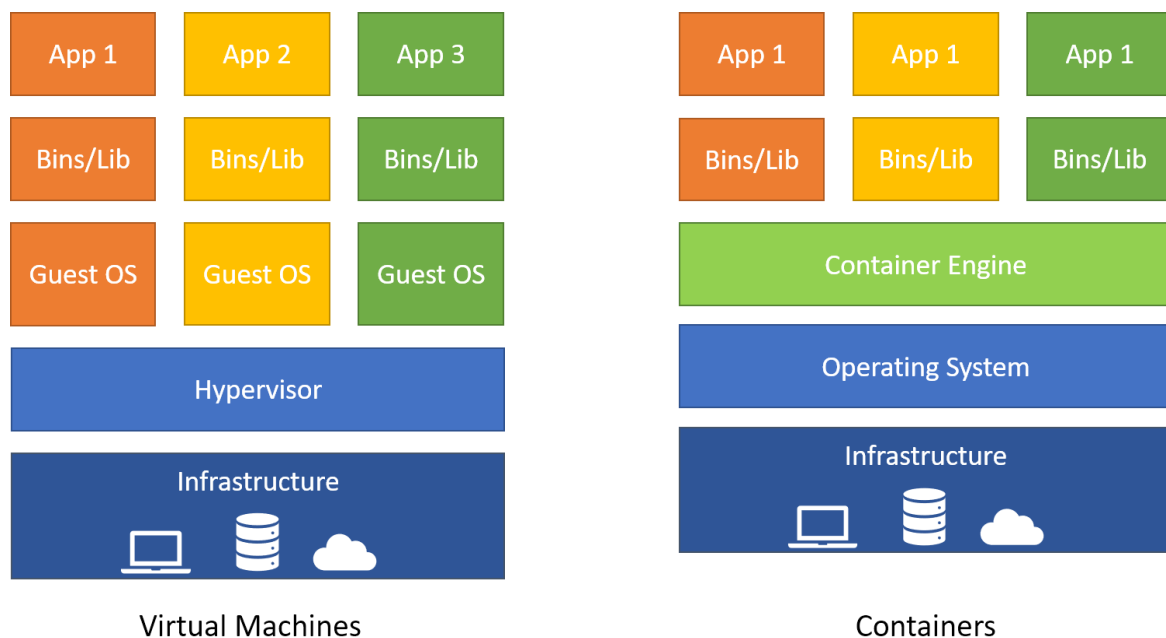 App 1
App 2
App 3
Bins/Lib
Bins/Lib
Bins/Lib
Guest OS
Guest OS
Guest OS
Hypervisor
Infrastructure
Virtual Machines
App 1
App 1
App 1
Bins/Lib
Bins/Lib
Bins/Lib
Container Engine
Operating System
Infrastructure
Containers